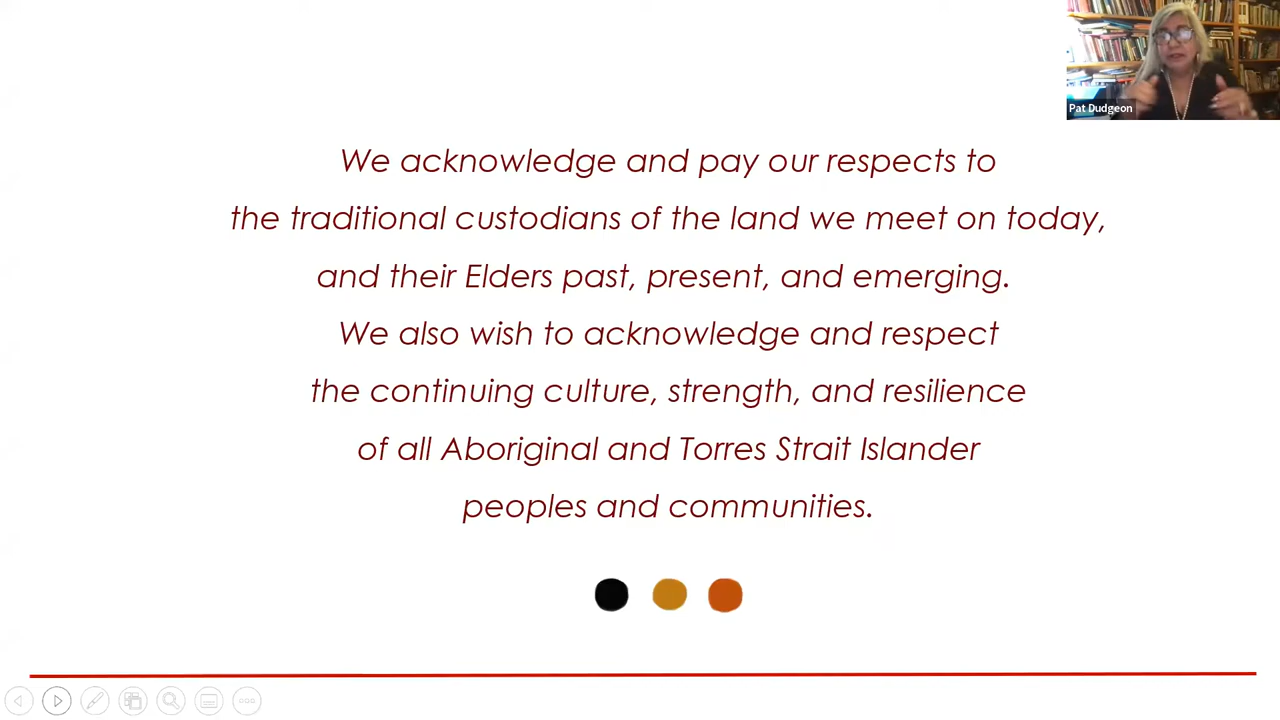 Pat Dudgeon
We acknowledge and pay our respects to
the traditional custodians of the land we meet on today,
and their Elders past, present, and emerging.
We also wish to acknowledge and respect
the continuing culture, strength, and resilience
of all Aboriginal and Torres Strait Islander
peoples and communities.